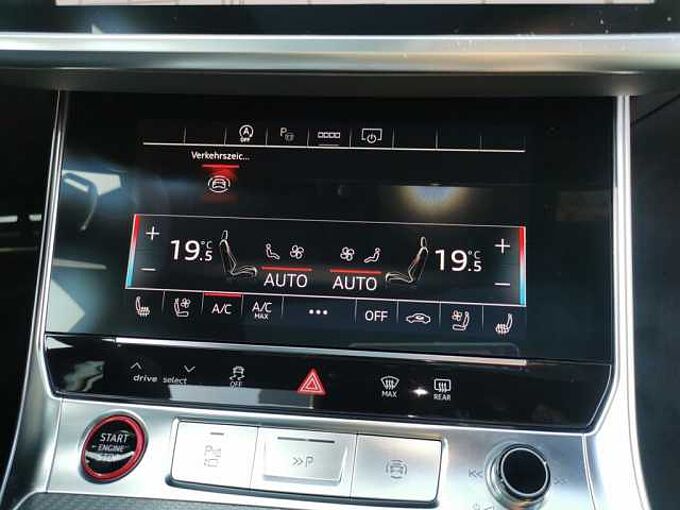 A OFF
P
Verkehrszeic...
+ +
19.5 °C 19.5 °C
- -
AUTO AUTO
A/C A/C MAX ... OFF
drive select OFF MAX REAR
START ENGINE STOP
>>P